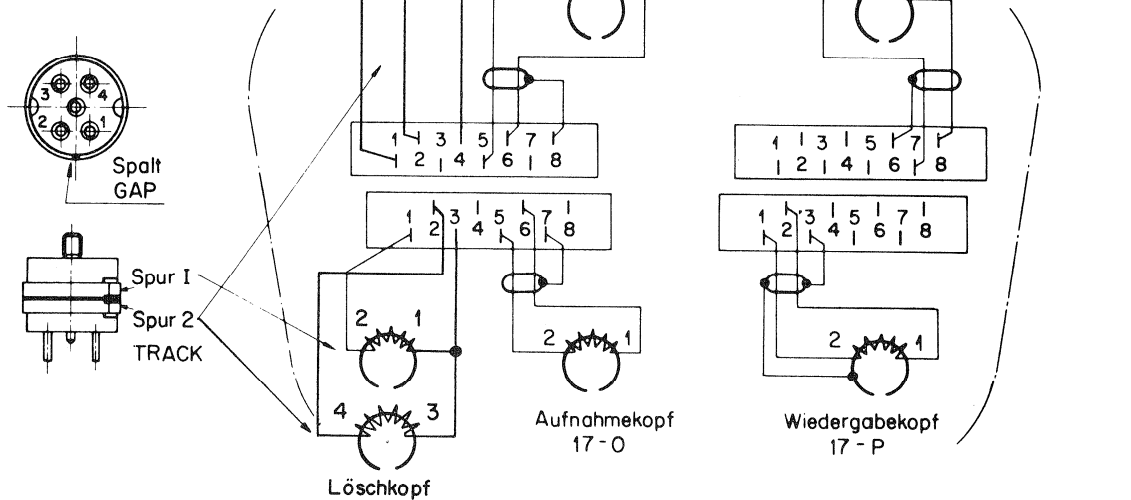 3 4
2 1
Spalt
GAP
Spur I
Spur 2
TRACK
1 2 3 4 5 6 7 8
1 2 3 4 5 6 7 8
2 1
4 3
Löschkopf
2 1
Aufnahmekopf
17-O
1 2 3 4 5 6 7 8
1 2 3 4 5 6 7 8
2 1
Wiedergabekopf
17-P